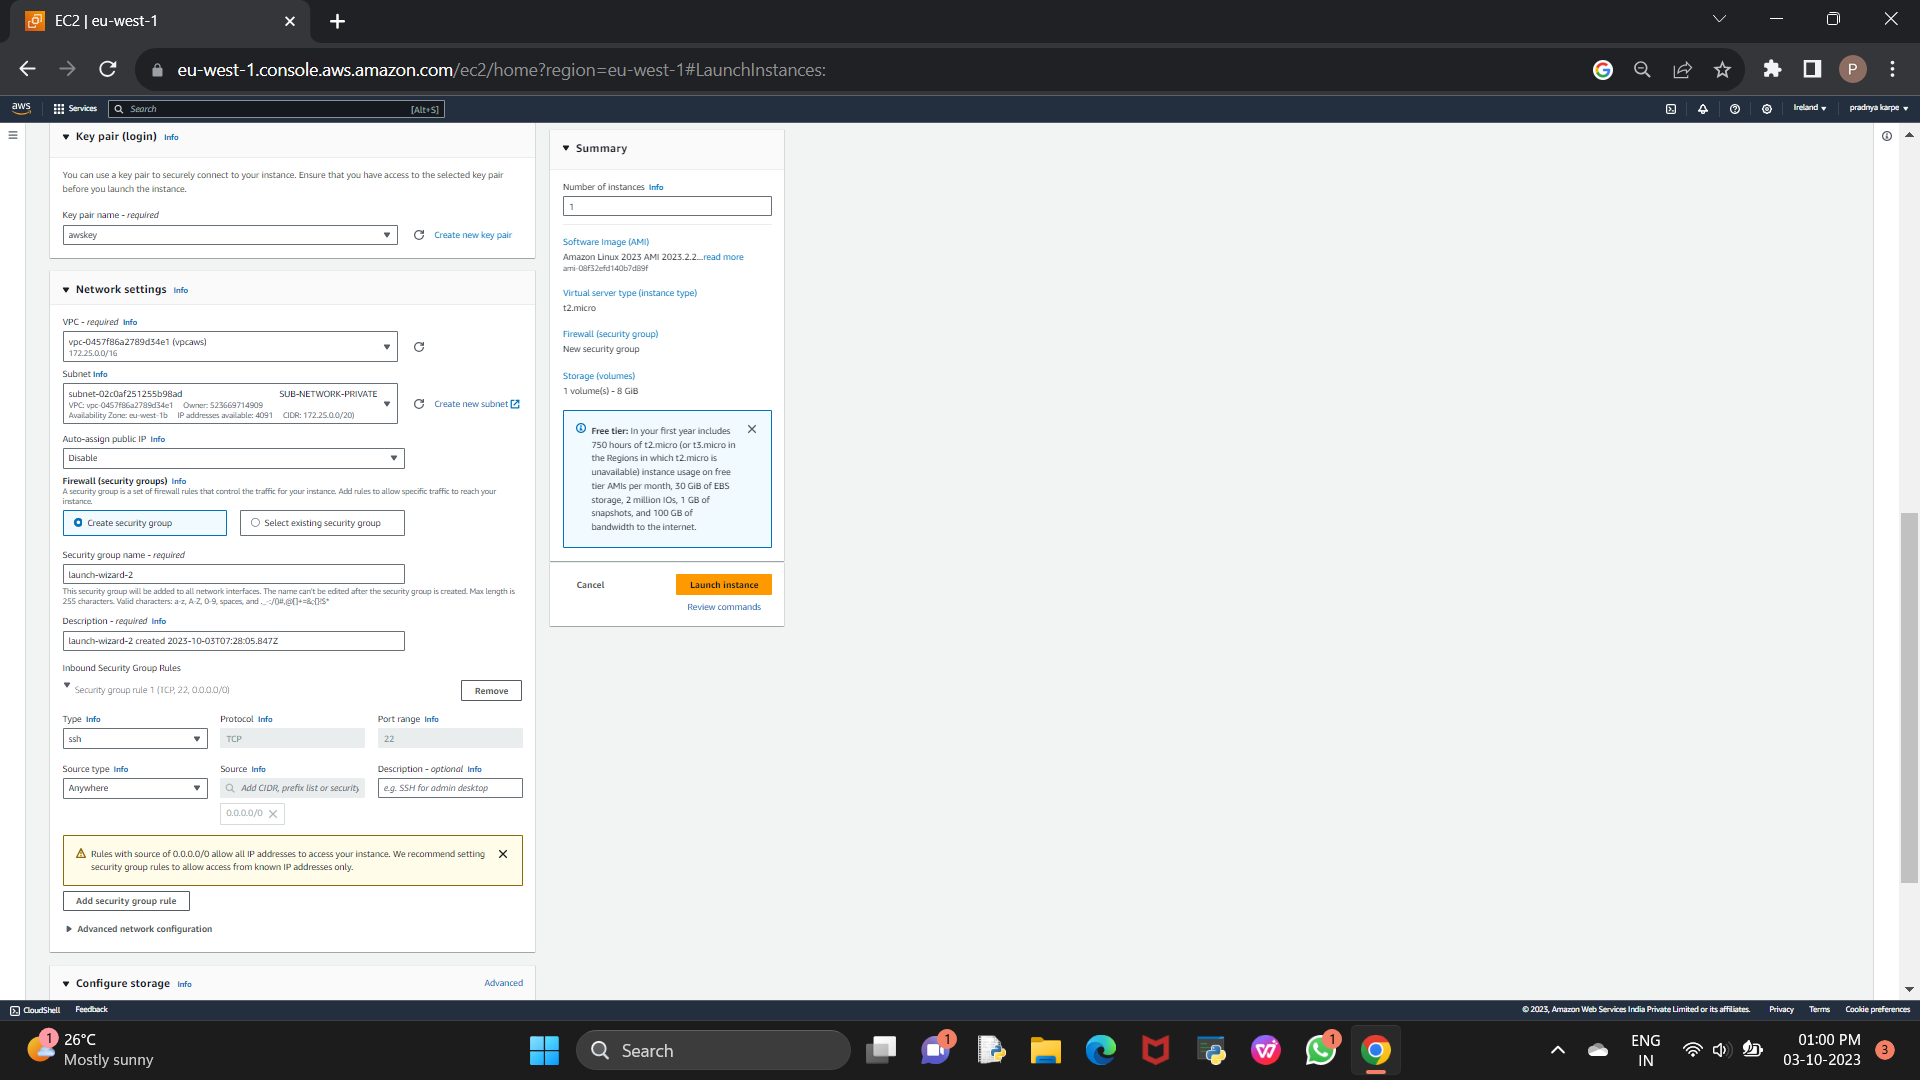 EC2 | eu-west-1
eu-west-1.console.aws.amazon.com/ec2/home?region=eu-west-1#LaunchInstances:
P
aws
Services
Search
[Alt+S]
Ireland
pradnya karpe
Key pair (login) Info
You can use a key pair to securely connect to your instance. Ensure that you have access to the selected key pair
before you launch the instance.
Key pair name - required
awskey
Create new key pair
Network settings Info
VPC - required Info
vpc-0457f86a2789d34e1 (vpcaws)
172.25.0.0/16
Subnet Info
subnet-02c0af251255b98ad SUB-NETWORK-PRIVATE
VPC: vpc-0457f86a2789d34e1 Owner: 523669714909
Availability Zone: eu-west-1b IP addresses available: 4091 CIDR: 172.25.0.0/20)
Create new subnet
Auto-assign public IP Info
Disable
Firewall (security groups) Info
A security group is a set of firewall rules that control the traffic for your instance. Add rules to allow specific traffic to reach your
instance.
Create security group
Select existing security group
Security group name - required
launch-wizard-2
This security group will be added to all network interfaces. The name can't be edited after the security group is created. Max length is
255 characters. Valid characters: a-z, A-Z, 0-9, spaces, and ._-:/()#,@[]+=&;{}!$*
Description - required Info
launch-wizard-2 created 2023-10-03T07:28:05.847Z
Inbound Security Group Rules
Security group rule 1 (TCP, 22, 0.0.0.0/0)
Remove
Type Info
Protocol Info
Port range Info
ssh
TCP
22
Source type Info
Source Info
Description - optional Info
Anywhere
Add CIDR, prefix list or security
e.g. SSH for admin desktop
0.0.0.0/0
Rules with source of 0.0.0.0/0 allow all IP addresses to access your instance. We recommend setting
security group rules to allow access from known IP addresses only.
Add security group rule
Advanced network configuration
Configure storage Info
Advanced
Summary
Number of instances Info
1
Software Image (AMI)
Amazon Linux 2023 AMI 2023.2.2...read more
ami-08f32efd140b7d89f
Virtual server type (instance type)
t2.micro
Firewall (security group)
New security group
Storage (volumes)
1 volume(s) - 8 GiB
Free tier: In your first year includes
750 hours of t2.micro (or t3.micro in
the Regions in which t2.micro is
unavailable) instance usage on free
tier AMIs per month, 30 GiB of EBS
storage, 2 million IOs, 1 GB of
snapshots, and 100 GB of
bandwidth to the internet.
Cancel
Launch instance
Review commands
CloudShell
Feedback
© 2023, Amazon Web Services India Private Limited or its affiliates.
Privacy
Terms
Cookie preferences
1
26°C
Mostly sunny
Search
1
1
ENG
IN
01:00 PM
03-10-2023
3